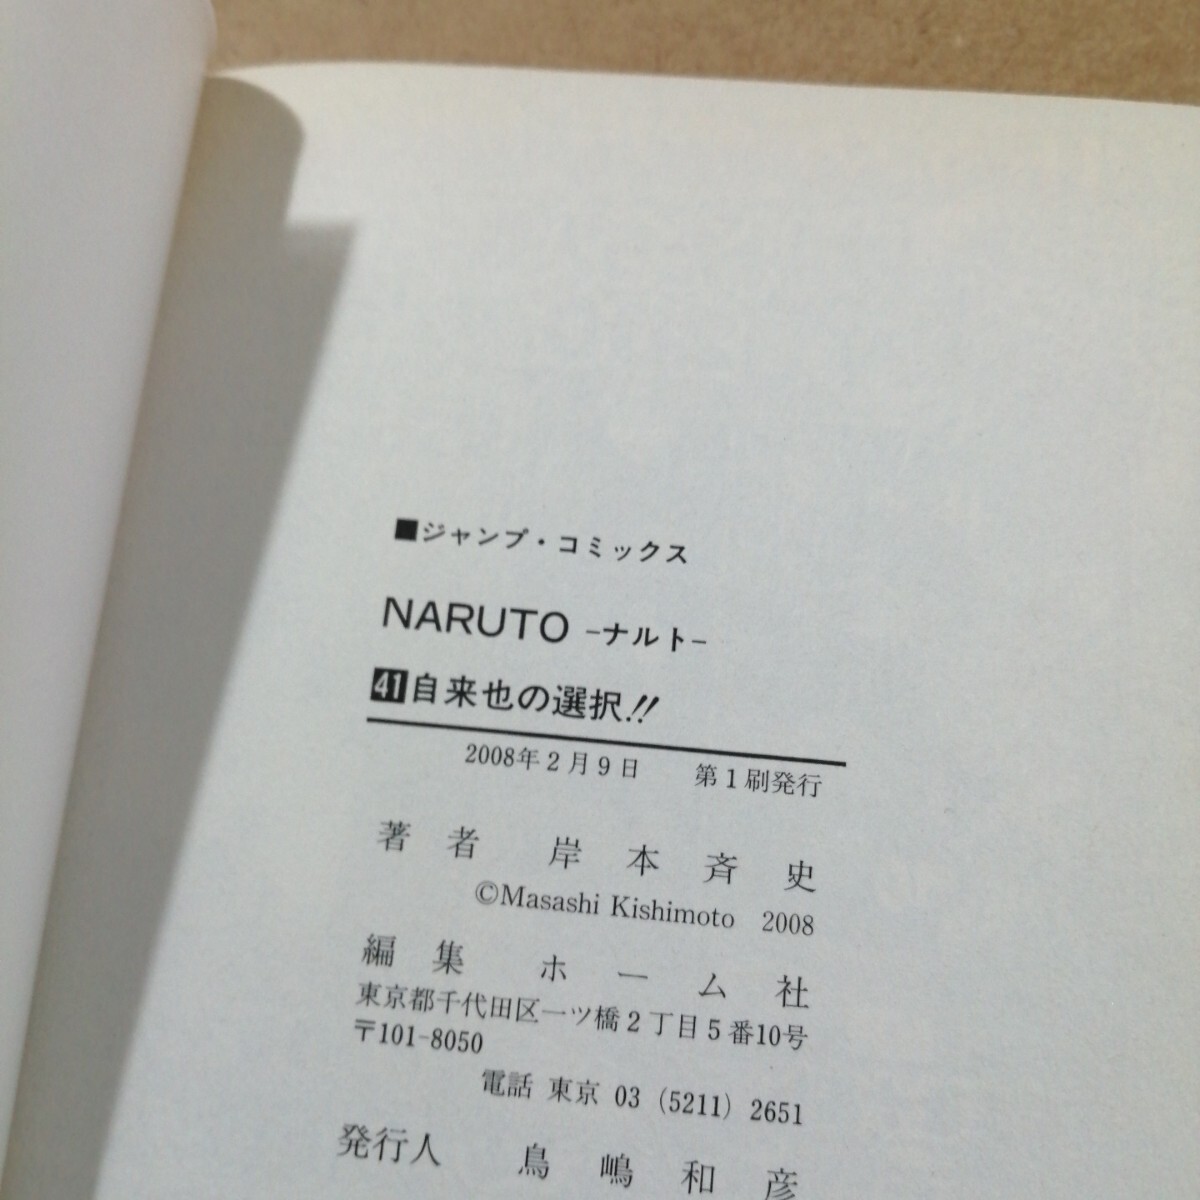 ■ジャンプ・コミックス
NARUTO -ナルト-
41自来也の選択!!
2008年2月9日　第1刷発行
著者　岸本斉史
©Masashi Kishimoto 2008
編集　ホーム社
東京都千代田区一ツ橋2丁目5番10号
〒101-8050
電話 東京 03 (5211) 2651
発行人　鳥嶋和彦